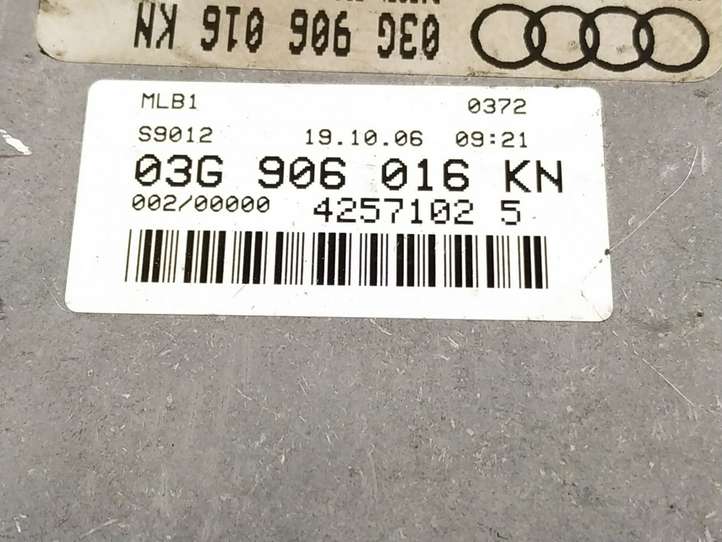 03G 906 016 KN
MLB1 0372
S9012 19.10.06 09:21
03G 906 016 KN
002/00000 4257102 5